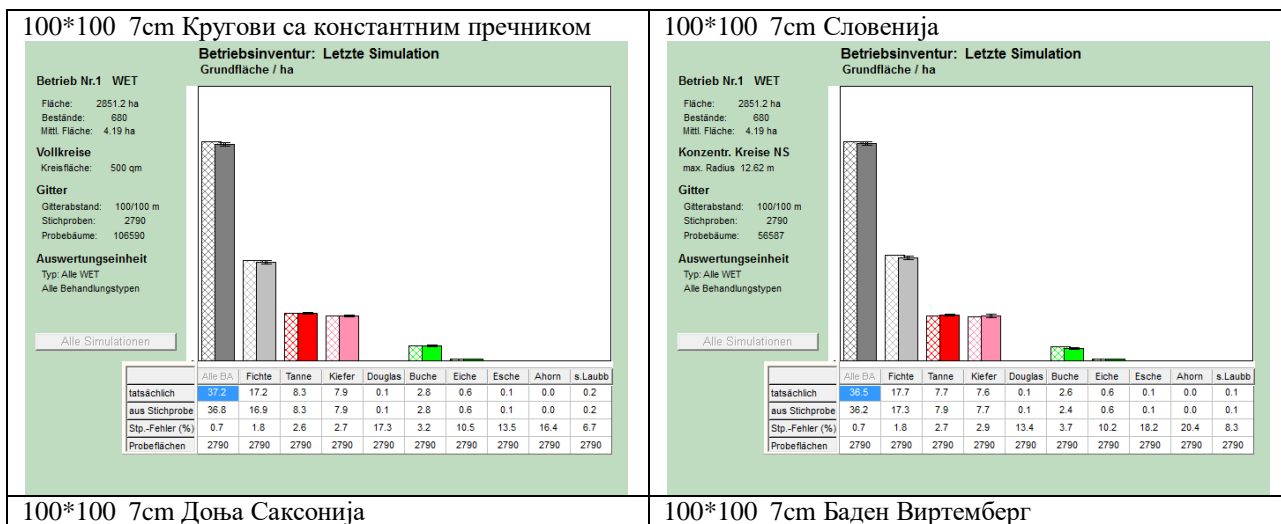 100*100 7cm Кругови са константним пречником
Betriebsinventur: Letzte Simulation
Grundfläche / ha
Betrieb Nr.1 WET
Fläche: 2851.2 ha
Bestände: 680
Mittl. Fläche: 4.19 ha
Vollkreise
Kreisfläche: 500 qm
Gitter
Gitterabstand: 100/100 m
Stichproben: 2790
Probebäume: 106590
Auswertungseinheit
Typ: Alle WET
Alle Behandlungstypen
Alle Simulationen
Alle BA Fichte Tanne Kiefer Douglas Buche Eiche Esche Ahorn s.Laubb
tatsächlich 37.2 17.2 8.3 7.9 0.1 2.8 0.6 0.1 0.0 0.2
aus Stichprobe 36.8 16.9 8.3 7.9 0.1 2.8 0.6 0.1 0.0 0.2
Stp.-Fehler (%) 0.7 1.8 2.6 2.7 17.3 3.2 10.5 13.5 16.4 6.7
Probeflächen 2790 2790 2790 2790 2790 2790 2790 2790 2790 2790
100*100 7cm Словенија
Betriebsinventur: Letzte Simulation
Grundfläche / ha
Betrieb Nr.1 WET
Fläche: 2851.2 ha
Bestände: 680
Mittl. Fläche: 4.19 ha
Konzentr. Kreise NS
max. Radius 12.62 m
Gitter
Gitterabstand: 100/100 m
Stichproben: 2790
Probebäume: 56587
Auswertungseinheit
Typ: Alle WET
Alle Behandlungstypen
Alle Simulationen
Alle BA Fichte Tanne Kiefer Douglas Buche Eiche Esche Ahorn s.Laubb
tatsächlich 36.5 17.7 7.7 7.6 0.1 2.6 0.6 0.1 0.0 0.1
aus Stichprobe 36.2 17.3 7.9 7.7 0.1 2.4 0.6 0.1 0.0 0.1
Stp.-Fehler (%) 0.7 1.8 2.7 2.9 13.4 3.7 10.2 18.2 20.4 8.3
Probeflächen 2790 2790 2790 2790 2790 2790 2790 2790 2790 2790
100*100 7cm Доња Саксонија
100*100 7cm Баден Виртемберг